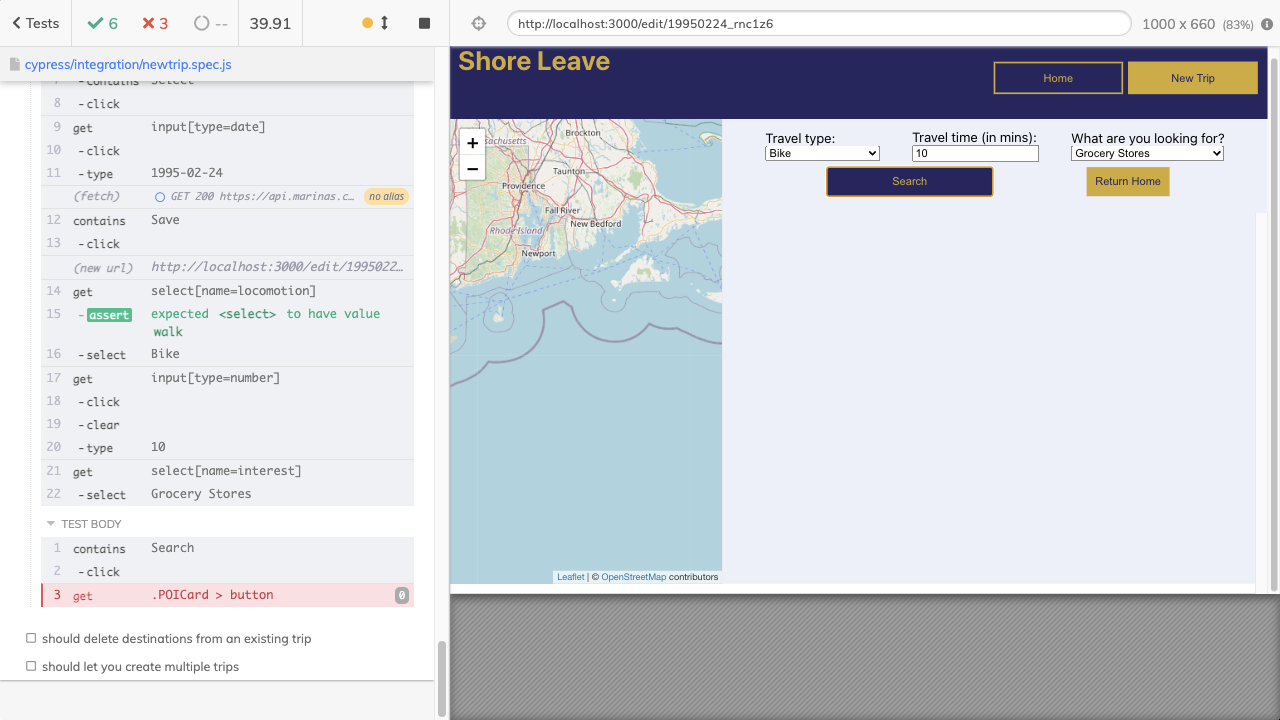 Tests
6
3
--
39.91
http://localhost:3000/edit/19950224_rnc1z6
1000 x 660 (83%)
cypress/integration/newtrip.spec.js
7 -contains Select
8 -click
9 get input[type=date]
10 -click
11 -type 1995-02-24
(fetch) GET 200 https://api.marinas.c… no alias
12 contains Save
13 -click
(new url) http://localhost:3000/edit/1995022…
14 get select[name=locomotion]
15 -assert expected <select> to have value
walk
16 -select Bike
17 get input[type=number]
18 -click
19 -clear
20 -type 10
21 get select[name=interest]
22 -select Grocery Stores
TEST BODY
1 contains Search
2 -click
3 get .POICard > button 0
should delete destinations from an existing trip
should let you create multiple trips
Shore Leave
Home
New Trip
+
−
Massachusetts
Brockton
Taunton
Providence
Fall River
New Bedford
Rhode Island
Newport
Leaflet | © OpenStreetMap contributors
Travel type:
Bike
Travel time (in mins):
10
What are you looking for?
Grocery Stores
Search
Return Home